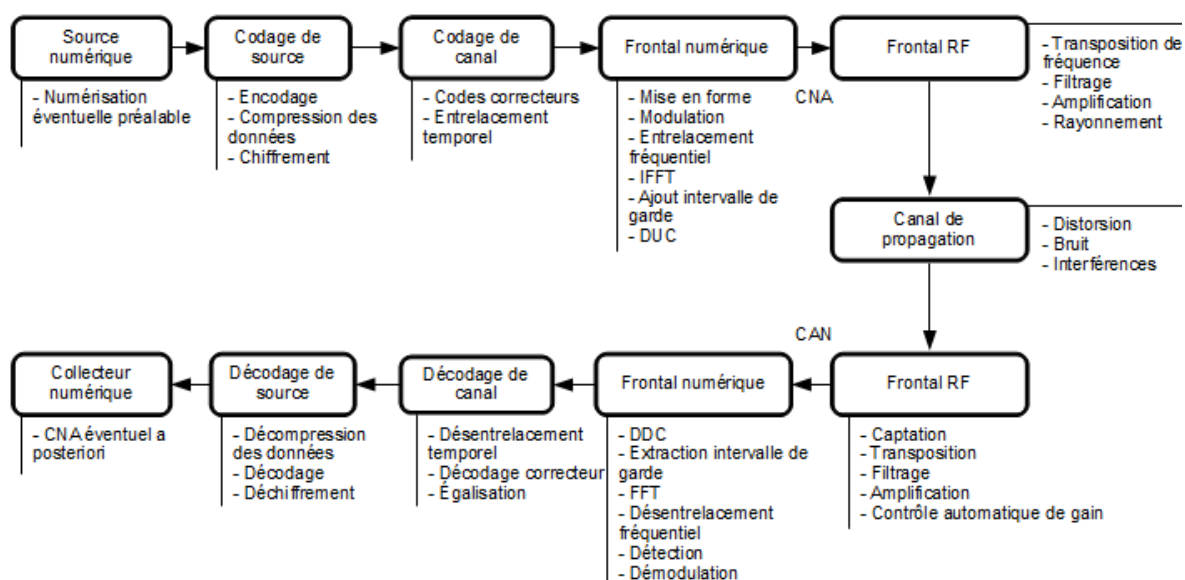 Source
numérique
- Numérisation
éventuelle préalable
Codage de
source
- Encodage
- Compression des
données
- Chiffrement
Codage de
canal
- Codes correcteurs
- Entrelacement
temporel
Frontal numérique
- Mise en forme
- Modulation
- Entrelacement
fréquentiel
- IFFT
- Ajout intervalle de
garde
- DUC
CNA
Frontal RF
- Transposition de
fréquence
- Filtrage
- Amplification
- Rayonnement
Canal de
propagation
- Distorsion
- Bruit
- Interférences
CAN
Collecteur
numérique
- CNA éventuel a
posteriori
Décodage de
source
- Décompression
des données
- Décodage
- Déchiffrement
Décodage de
canal
- Désentrelacement
temporel
- Décodage correcteur
- Égalisation
Frontal numérique
- DDC
- Extraction intervalle de
garde
- FFT
- Désentrelacement
fréquentiel
- Détection
- Démodulation
Frontal RF
- Captation
- Transposition
- Filtrage
- Amplification
- Contrôle automatique de gain